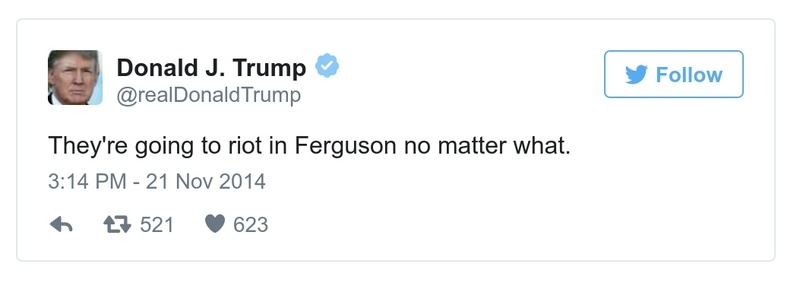 Donald J. Trump
@realDonaldTrump
Follow
They're going to riot in Ferguson no matter what.
3:14 PM - 21 Nov 2014
521 623